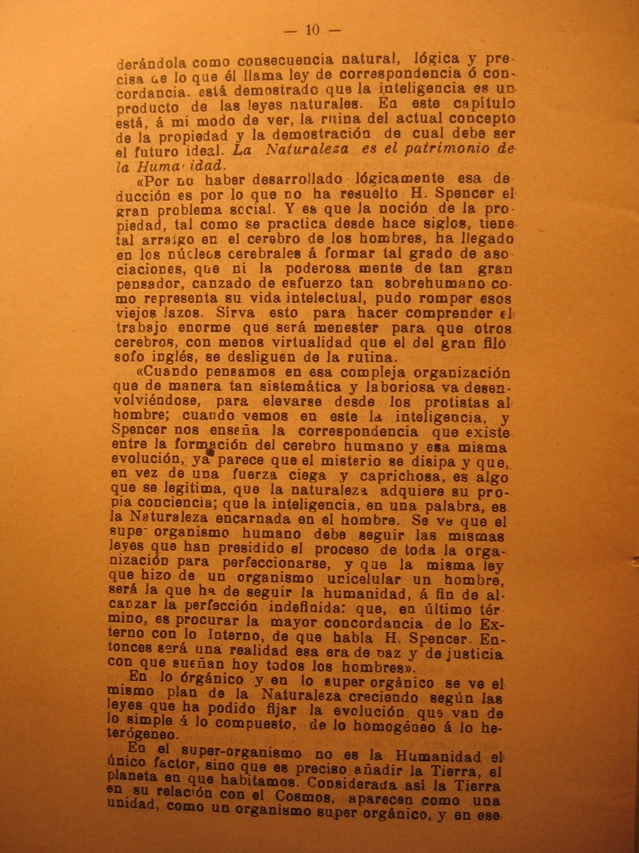 — 10 —
derándola como consecuencia natural, lógica y pre-
cisa de lo que él llama ley de correspondencia ó con-
cordancia. está demostrado que la inteligencia es un
producto de las leyes naturales. En este capítulo
está, á mi modo de ver, la ruina del actual concepto
de la propiedad y la demostración de cual debe ser
el futuro ideal. La Naturaleza es el patrimonio de
la Humanidad.
«Por no haber desarrollado lógicamente esa de-
ducción es por lo que no ha resuelto H. Spencer el
gran problema social. Y es que la noción de la pro-
piedad, tal como se practica desde hace siglos, tiene
tal arraigo en el cerebro de los hombres, ha llegado
en los núcleos cerebrales á formar tal grado de aso-
ciaciones, que ni la poderosa mente de tan gran
pensador, canzado de esfuerzo tan sobrehumano co-
mo representa su vida intelectual, pudo romper esos
viejos lazos. Sirva esto para hacer comprender el
trabajo enorme que será menester para que otros
cerebros, con menos virtualidad que el del gran filó
sofo inglés, se desliguen de la rutina.
«Cuando pensamos en esa compleja organización
que de manera tan sistemática y laboriosa va desen-
volviéndose, para elevarse desde los protistas al
hombre; cuando vemos en este la inteligencia, y
Spencer nos enseña la correspondencia que existe
entre la formación del cerebro humano y esa misma
evolución, ya parece que el misterio se disipa y que,
en vez de una fuerza ciega y caprichosa, es algo
que se legitima, que la naturaleza adquiere su pro-
pia conciencia; que la inteligencia, en una palabra, es
la Naturaleza encarnada en el hombre. Se ve que el
super organismo humano debe seguir las mismas
leyes que han presidido el proceso de toda la orga-
nización para perfeccionarse, y que la misma ley
que hizo de un organismo unicelular un hombre,
será la que ha de seguir la humanidad, á fin de al-
canzar la perfección indefinida: que, en último tér-
mino, es procurar la mayor concordancia de lo Ex-
terno con lo Interno, de que habla H. Spencer. En-
tonces será una realidad esa era de paz y de justicia
con que sueñan hoy todos los hombres».
En lo órgánico y en lo super orgánico se ve el
mismo plan de la Naturaleza creciendo según las
leyes que ha podido fijar la evolución, que van de
lo simple á lo compuesto, de lo homogéneo á lo he-
terógeneo.
En el super-organismo no es la Humanidad el
único factor, sino que es preciso añadir la Tierra, el
planeta en que habitamos. Considerada así la Tierra
en su relación con el Cosmos, aparecen como una
unidad, como un organismo super orgánico, y en ese